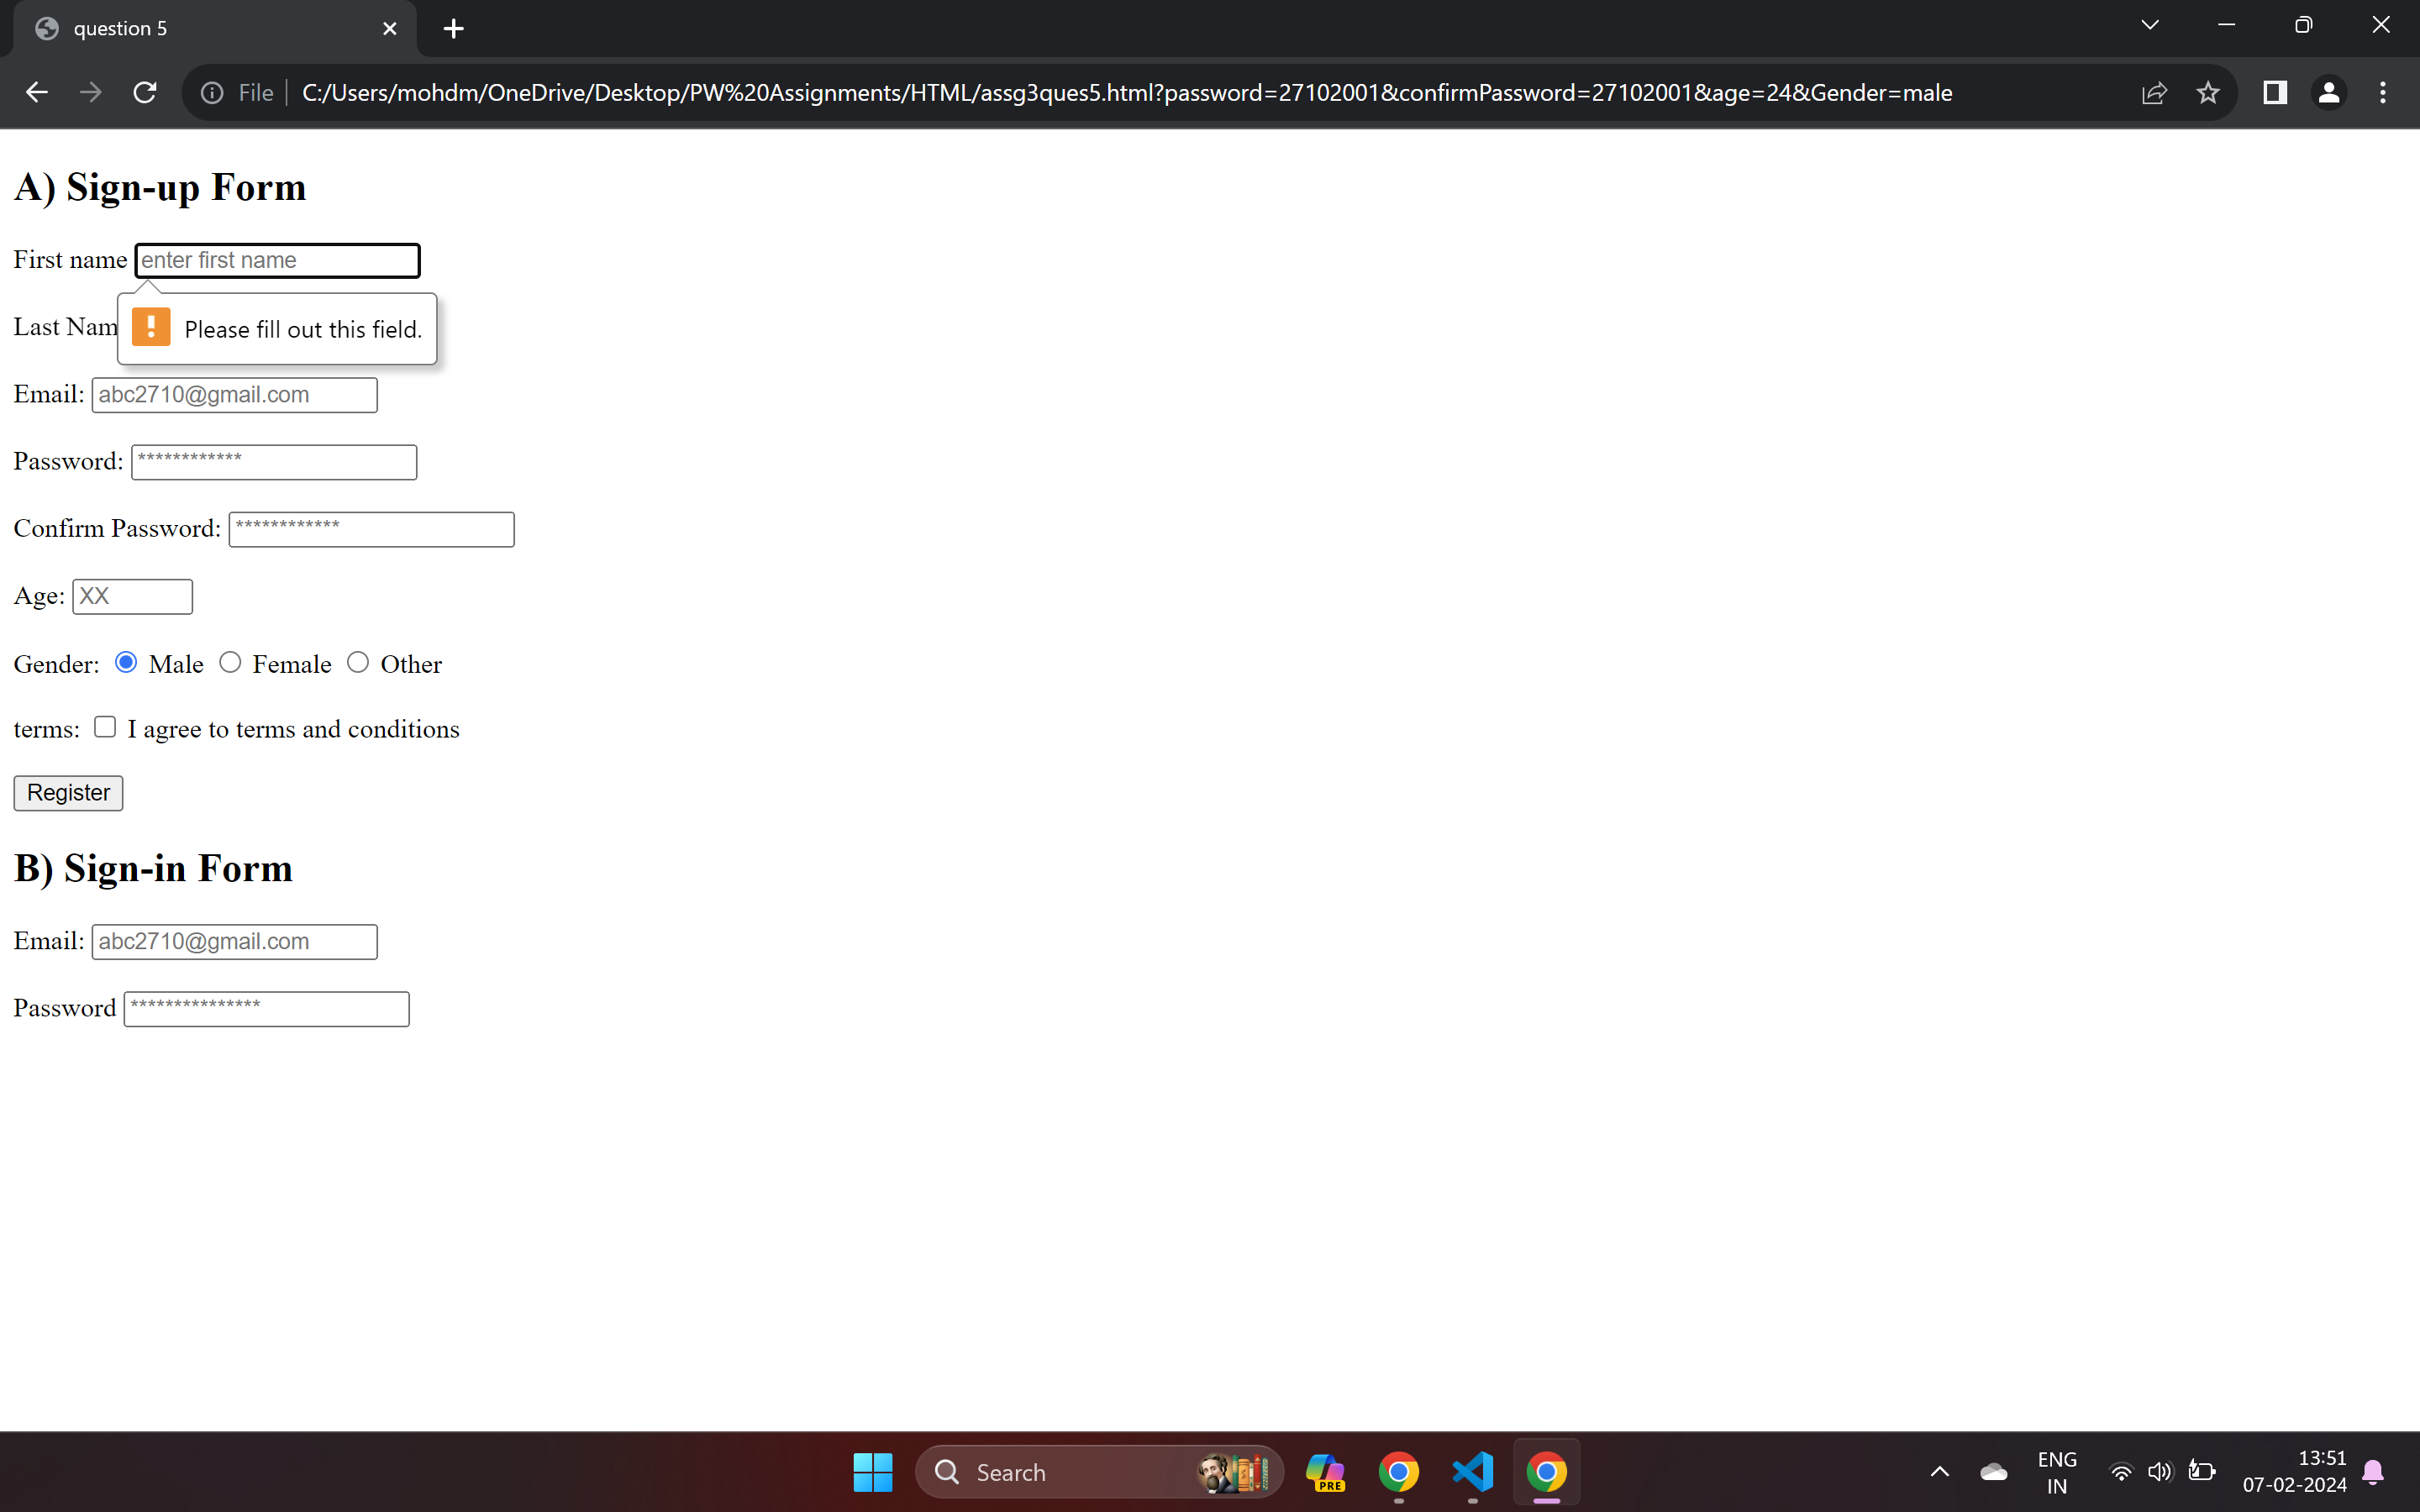 question 5
File C:/Users/mohdm/OneDrive/Desktop/PW%20Assignments/HTML/assg3ques5.html?password=27102001&confirmPassword=27102001&age=24&Gender=male
A) Sign-up Form
First name enter first name
Please fill out this field.
Last Nam
Email: abc2710@gmail.com
Password: ************
Confirm Password: ************
Age: XX
Gender: Male Female Other
terms: I agree to terms and conditions
Register
B) Sign-in Form
Email: abc2710@gmail.com
Password ***************
Search
PRE
ENG
IN
13:51
07-02-2024